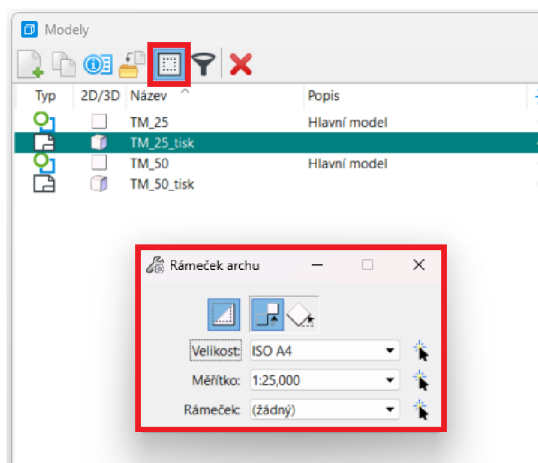 Modely
Typ 2D/3D Název Popis
TM_25 Hlavní model
TM_25_tisk
TM_50 Hlavní model
TM_50_tisk
Rámeček archu
Velikost: ISO A4
Měřítko: 1:25,000
Rámeček: (žádný)